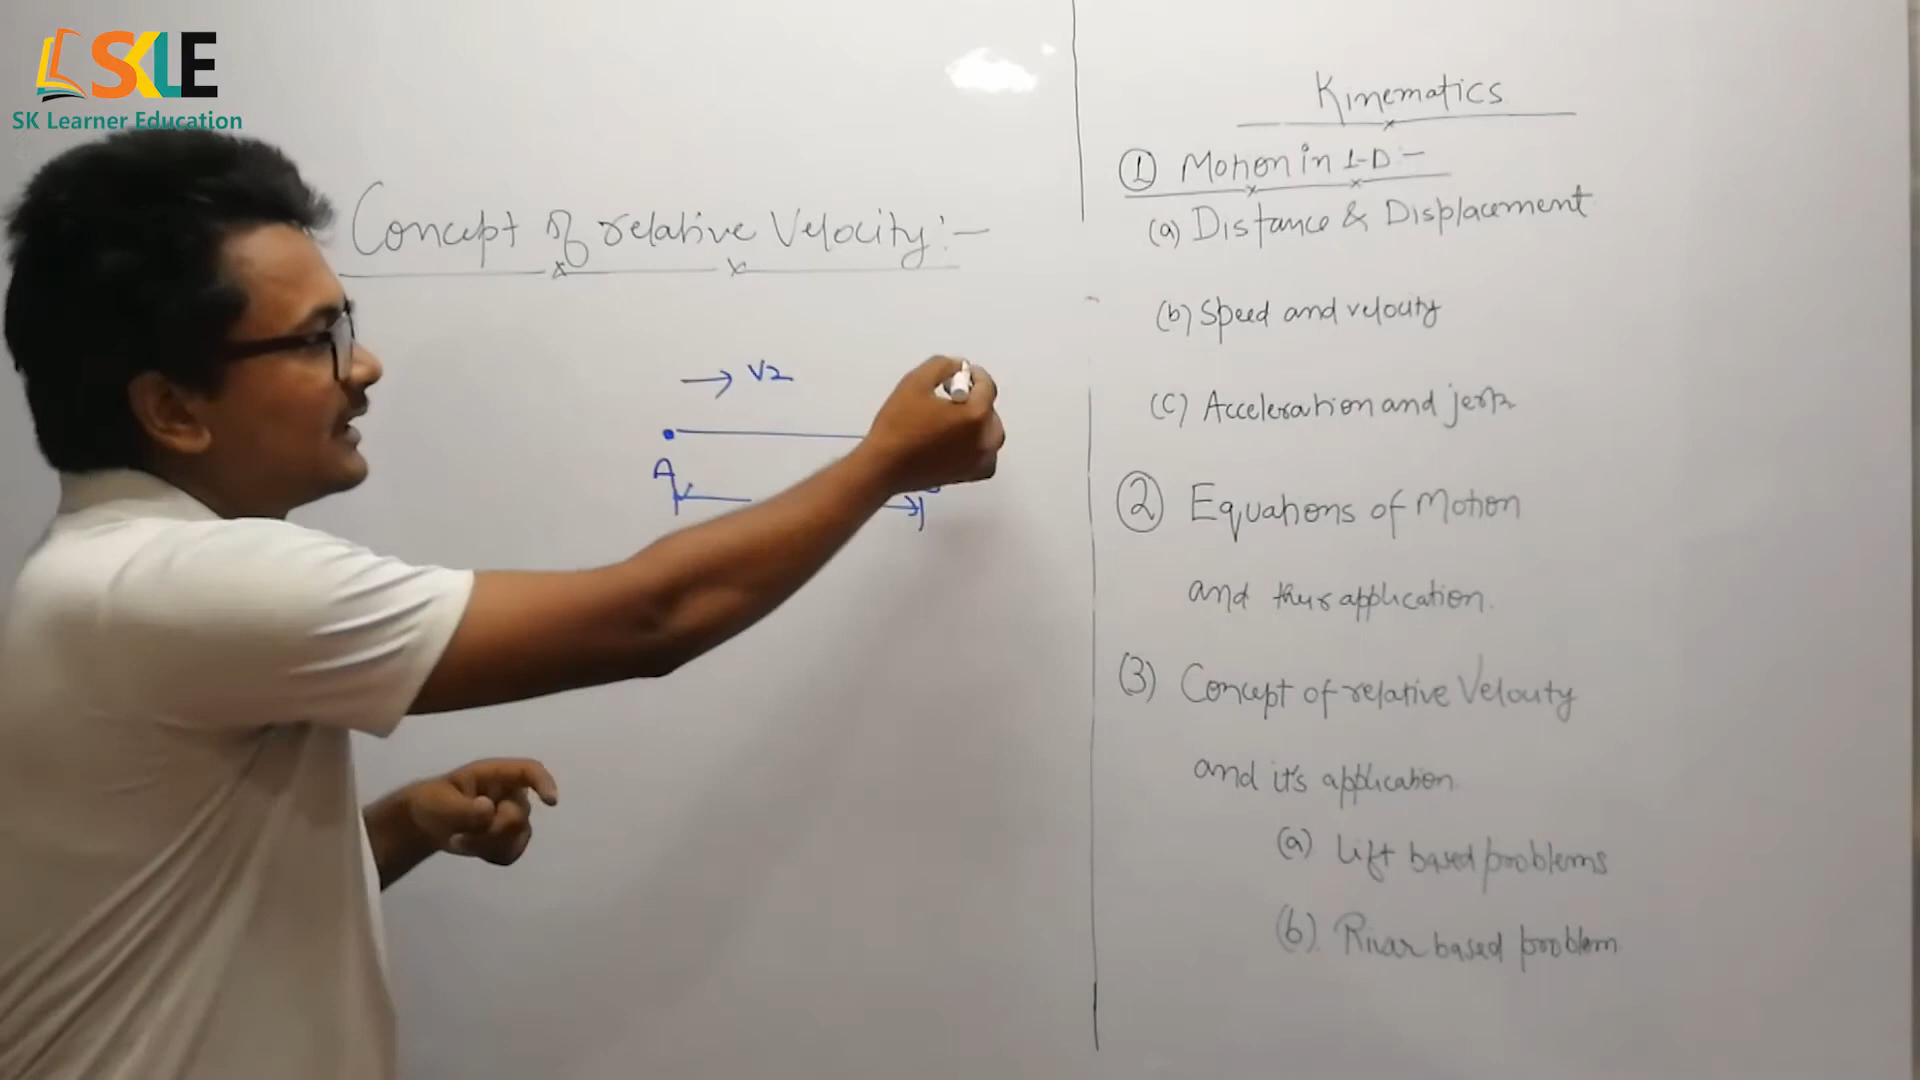 SKLE
SK Learner Education
Concept of relative Velocity:-
V2
A
Kinematics
① Motion in 1-D:-
(a) Distance & Displacement
(b) Speed and velocity
(c) Acceleration and jerk
② Equations of Motion
and their application.
(3) Concept of relative Velocity
and it's application.
(a) Lift based problems
(b). River based problem